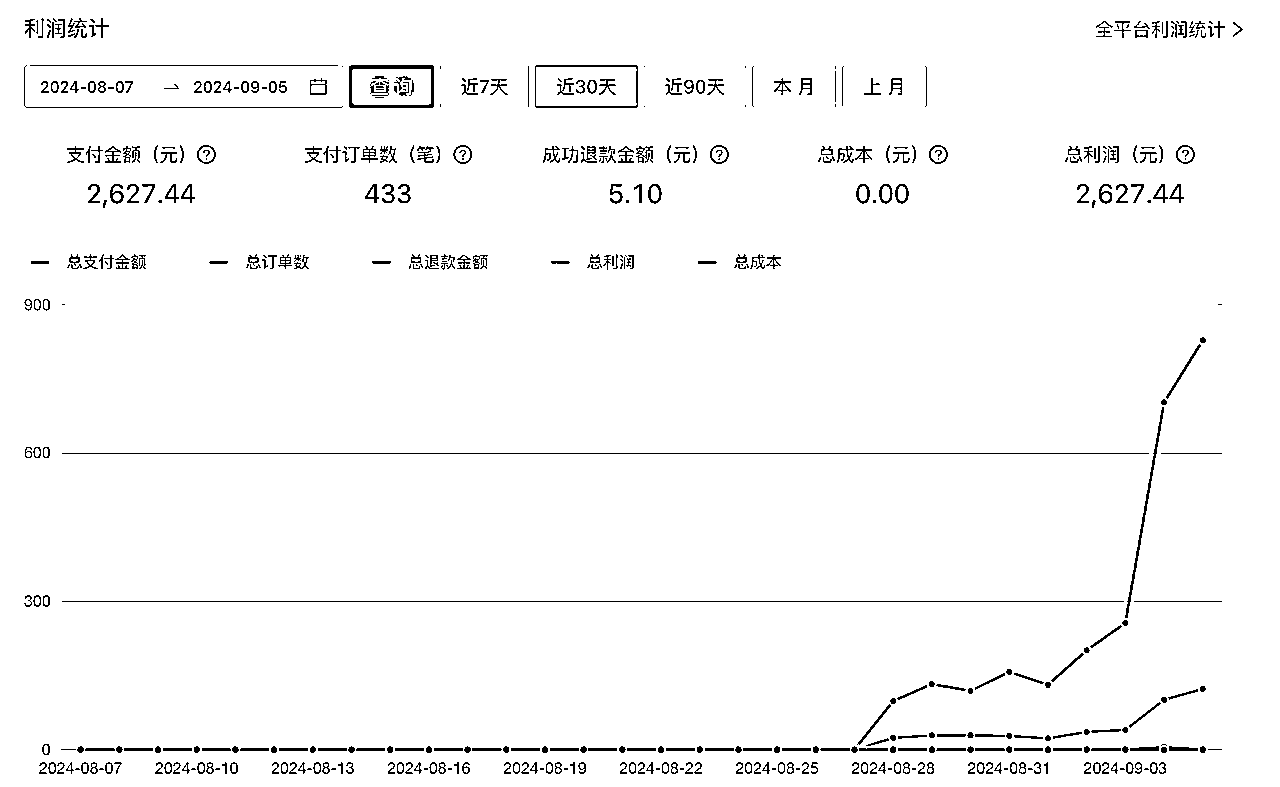 利润统计
全平台利润统计 >
2024-08-07 → 2024-09-05 查询 近7天 近30天 近90天 本 月 上 月
支付金额（元）? 支付订单数（笔）? 成功退款金额（元）? 总成本（元）? 总利润（元）?
2,627.44 433 5.10 0.00 2,627.44
总支付金额 总订单数 总退款金额 总利润 总成本
900
600
300
0
2024-08-07 2024-08-10 2024-08-13 2024-08-16 2024-08-19 2024-08-22 2024-08-25 2024-08-28 2024-08-31 2024-09-03